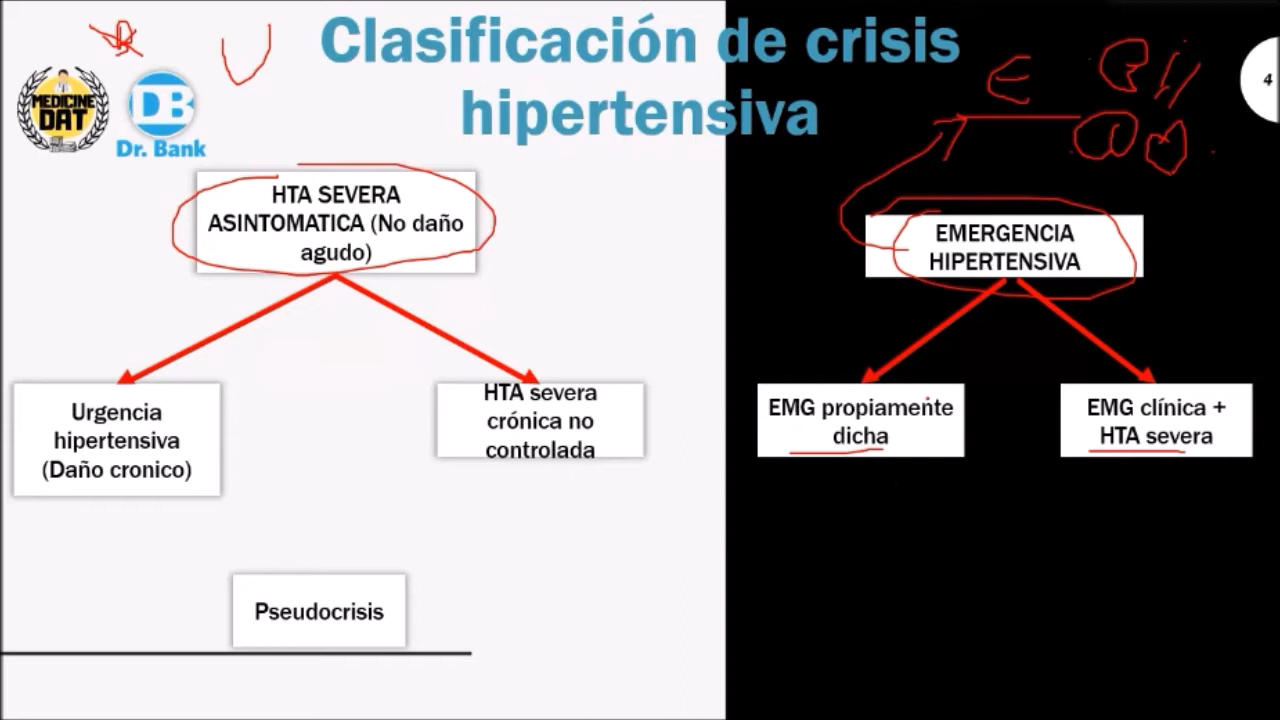 Clasificación de crisis
hipertensiva
4
MEDICINE
DAT
DB
Dr. Bank
HTA SEVERA
ASINTOMATICA (No daño
agudo)
EMERGENCIA
HIPERTENSIVA
Urgencia
hipertensiva
(Daño cronico)
HTA severa
crónica no
controlada
EMG propiamente
dicha
EMG clínica +
HTA severa
Pseudocrisis